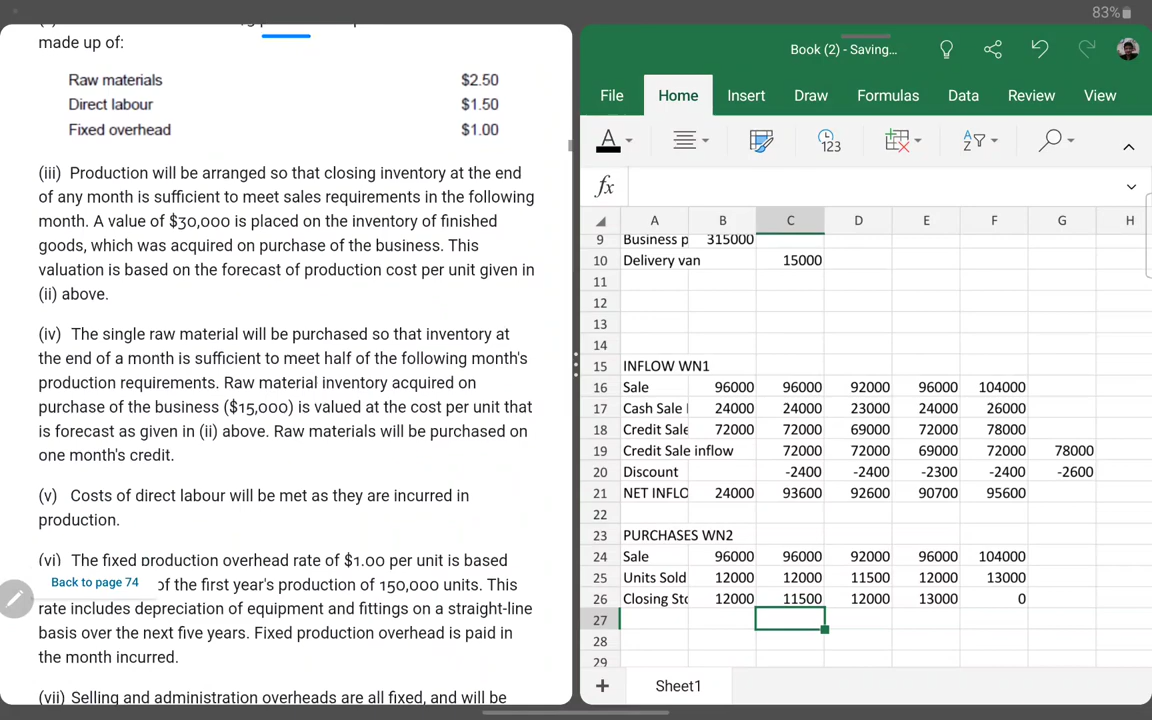 83%
made up of:
Raw materials $2.50
Direct labour $1.50
Fixed overhead $1.00
(iii) Production will be arranged so that closing inventory at the end
of any month is sufficient to meet sales requirements in the following
month. A value of $30,000 is placed on the inventory of finished
goods, which was acquired on purchase of the business. This
valuation is based on the forecast of production cost per unit given in
(ii) above.
(iv) The single raw material will be purchased so that inventory at
the end of a month is sufficient to meet half of the following month's
production requirements. Raw material inventory acquired on
purchase of the business ($15,000) is valued at the cost per unit that
is forecast as given in (ii) above. Raw materials will be purchased on
one month's credit.
(v) Costs of direct labour will be met as they are incurred in
production.
(vi) The fixed production overhead rate of $1.00 per unit is based
Back to page 74
of the first year's production of 150,000 units. This
rate includes depreciation of equipment and fittings on a straight-line
basis over the next five years. Fixed production overhead is paid in
the month incurred.
(vii) Selling and administration overheads are all fixed, and will be
Book (2) - Saving...
File Home Insert Draw Formulas Data Review View
A 123 A Z
fx
A B C D E F G H
9 Business p 315000
10 Delivery van 15000
11
12
13
14
15 INFLOW WN1
16 Sale 96000 96000 92000 96000 104000
17 Cash Sale 24000 24000 23000 24000 26000
18 Credit Sale 72000 72000 69000 72000 78000
19 Credit Sale inflow 72000 72000 69000 72000 78000
20 Discount -2400 -2400 -2300 -2400 -2600
21 NET INFLO 24000 93600 92600 90700 95600
22
23 PURCHASES WN2
24 Sale 96000 96000 92000 96000 104000
25 Units Sold 12000 12000 11500 12000 13000
26 Closing Sto 12000 11500 12000 13000 0
27
28
29
+ Sheet1